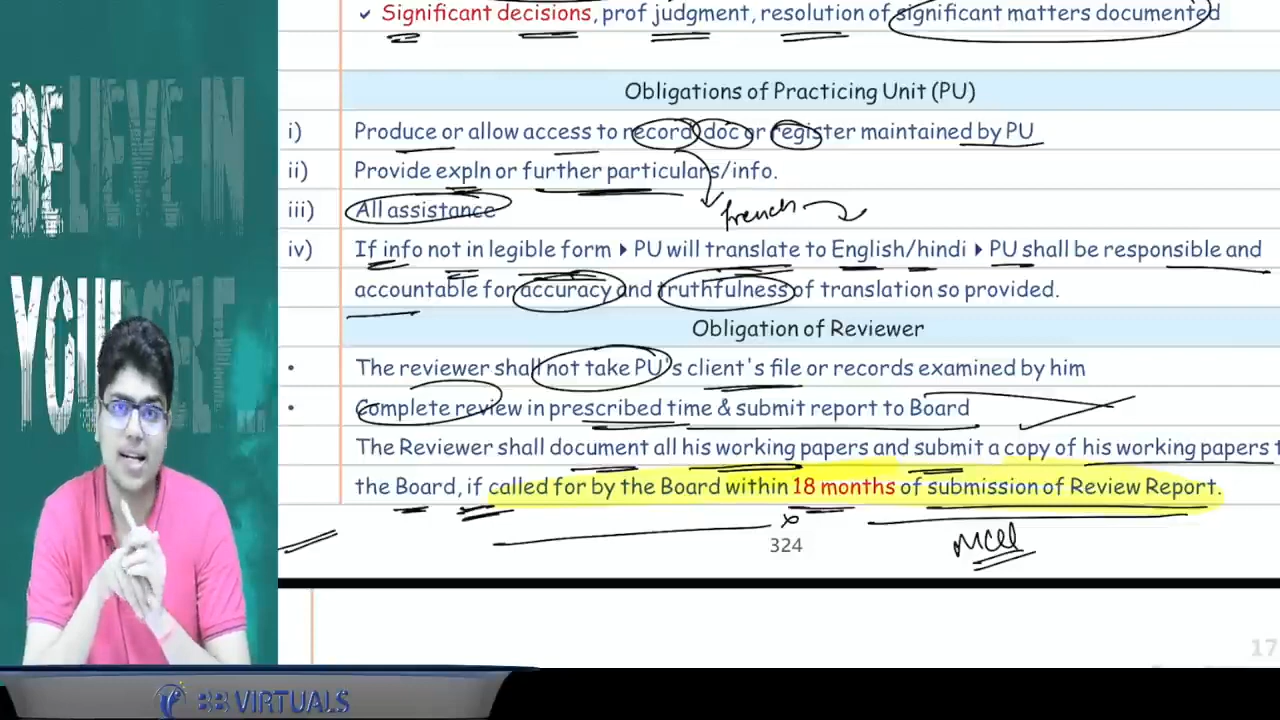 ✓ Significant decisions, prof judgment, resolution of significant matters documented
BELIEVE IN
YOURSELF...
Obligations of Practicing Unit (PU)
i) Produce or allow access to record, doc or register maintained by PU
ii) Provide expln or further particulars/info.
iii) All assistance
french
iv) If info not in legible form ▸ PU will translate to English/hindi ▸ PU shall be responsible and
accountable for accuracy and truthfulness of translation so provided.
Obligation of Reviewer
• The reviewer shall not take PU's client's file or records examined by him
• Complete review in prescribed time & submit report to Board
The Reviewer shall document all his working papers and submit a copy of his working papers t
the Board, if called for by the Board within 18 months of submission of Review Report.
324
MCQ
17
BB VIRTUALS